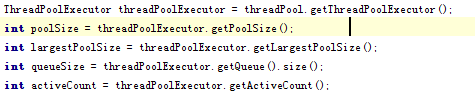 ThreadPoolExecutor threadPoolExecutor = threadPool.getThreadPoolExecutor();
int poolSize = threadPoolExecutor.getPoolSize();
int largestPoolSize = threadPoolExecutor.getLargestPoolSize();
int queueSize = threadPoolExecutor.getQueue().size();
int activeCount = threadPoolExecutor.getActiveCount();